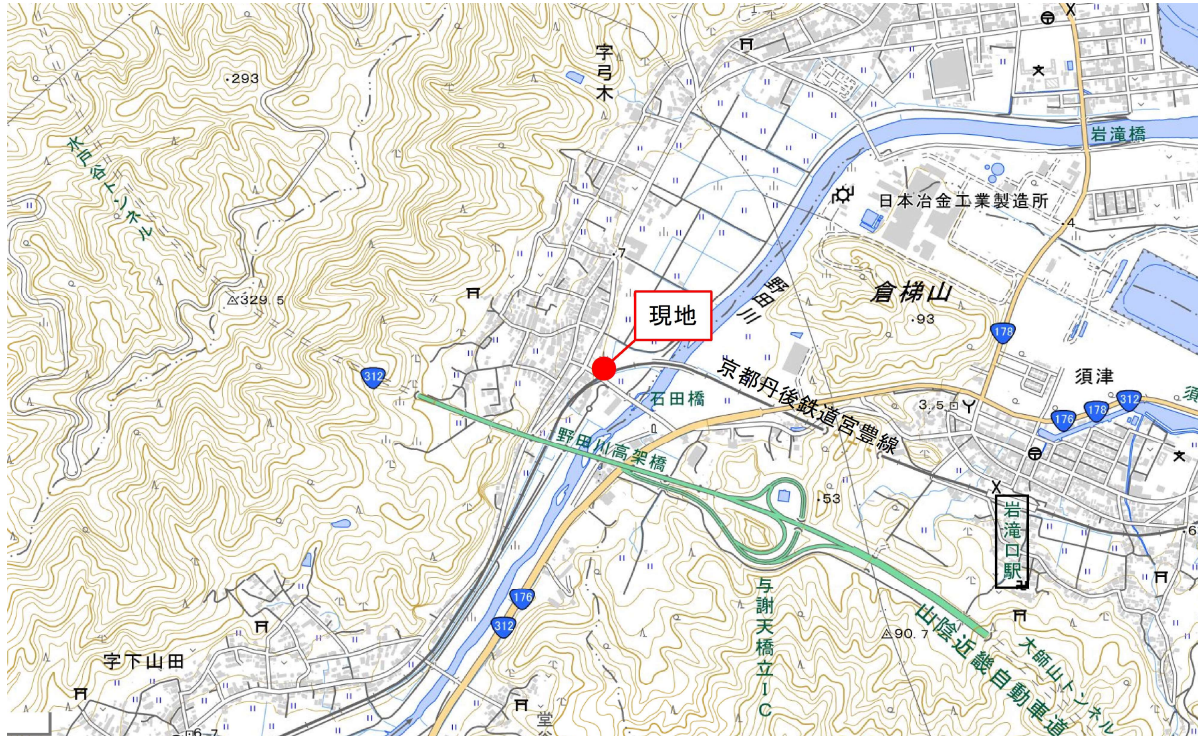 字弓木
・293
岩滝橋
水戸谷トンネル
日本冶金工業製造所
・4
・7
△329.5
野田川
倉梯山
現地
・93
178
312
京都丹後鉄道宮豊線
須津
石田橋
3.5
176
178
312
須
野田川高架橋
・53
岩滝口駅
・6
176
与謝天橋立IC
312
△90.7
山陰近畿自動車道
大師山トンネル
字下山田
堂
6.7